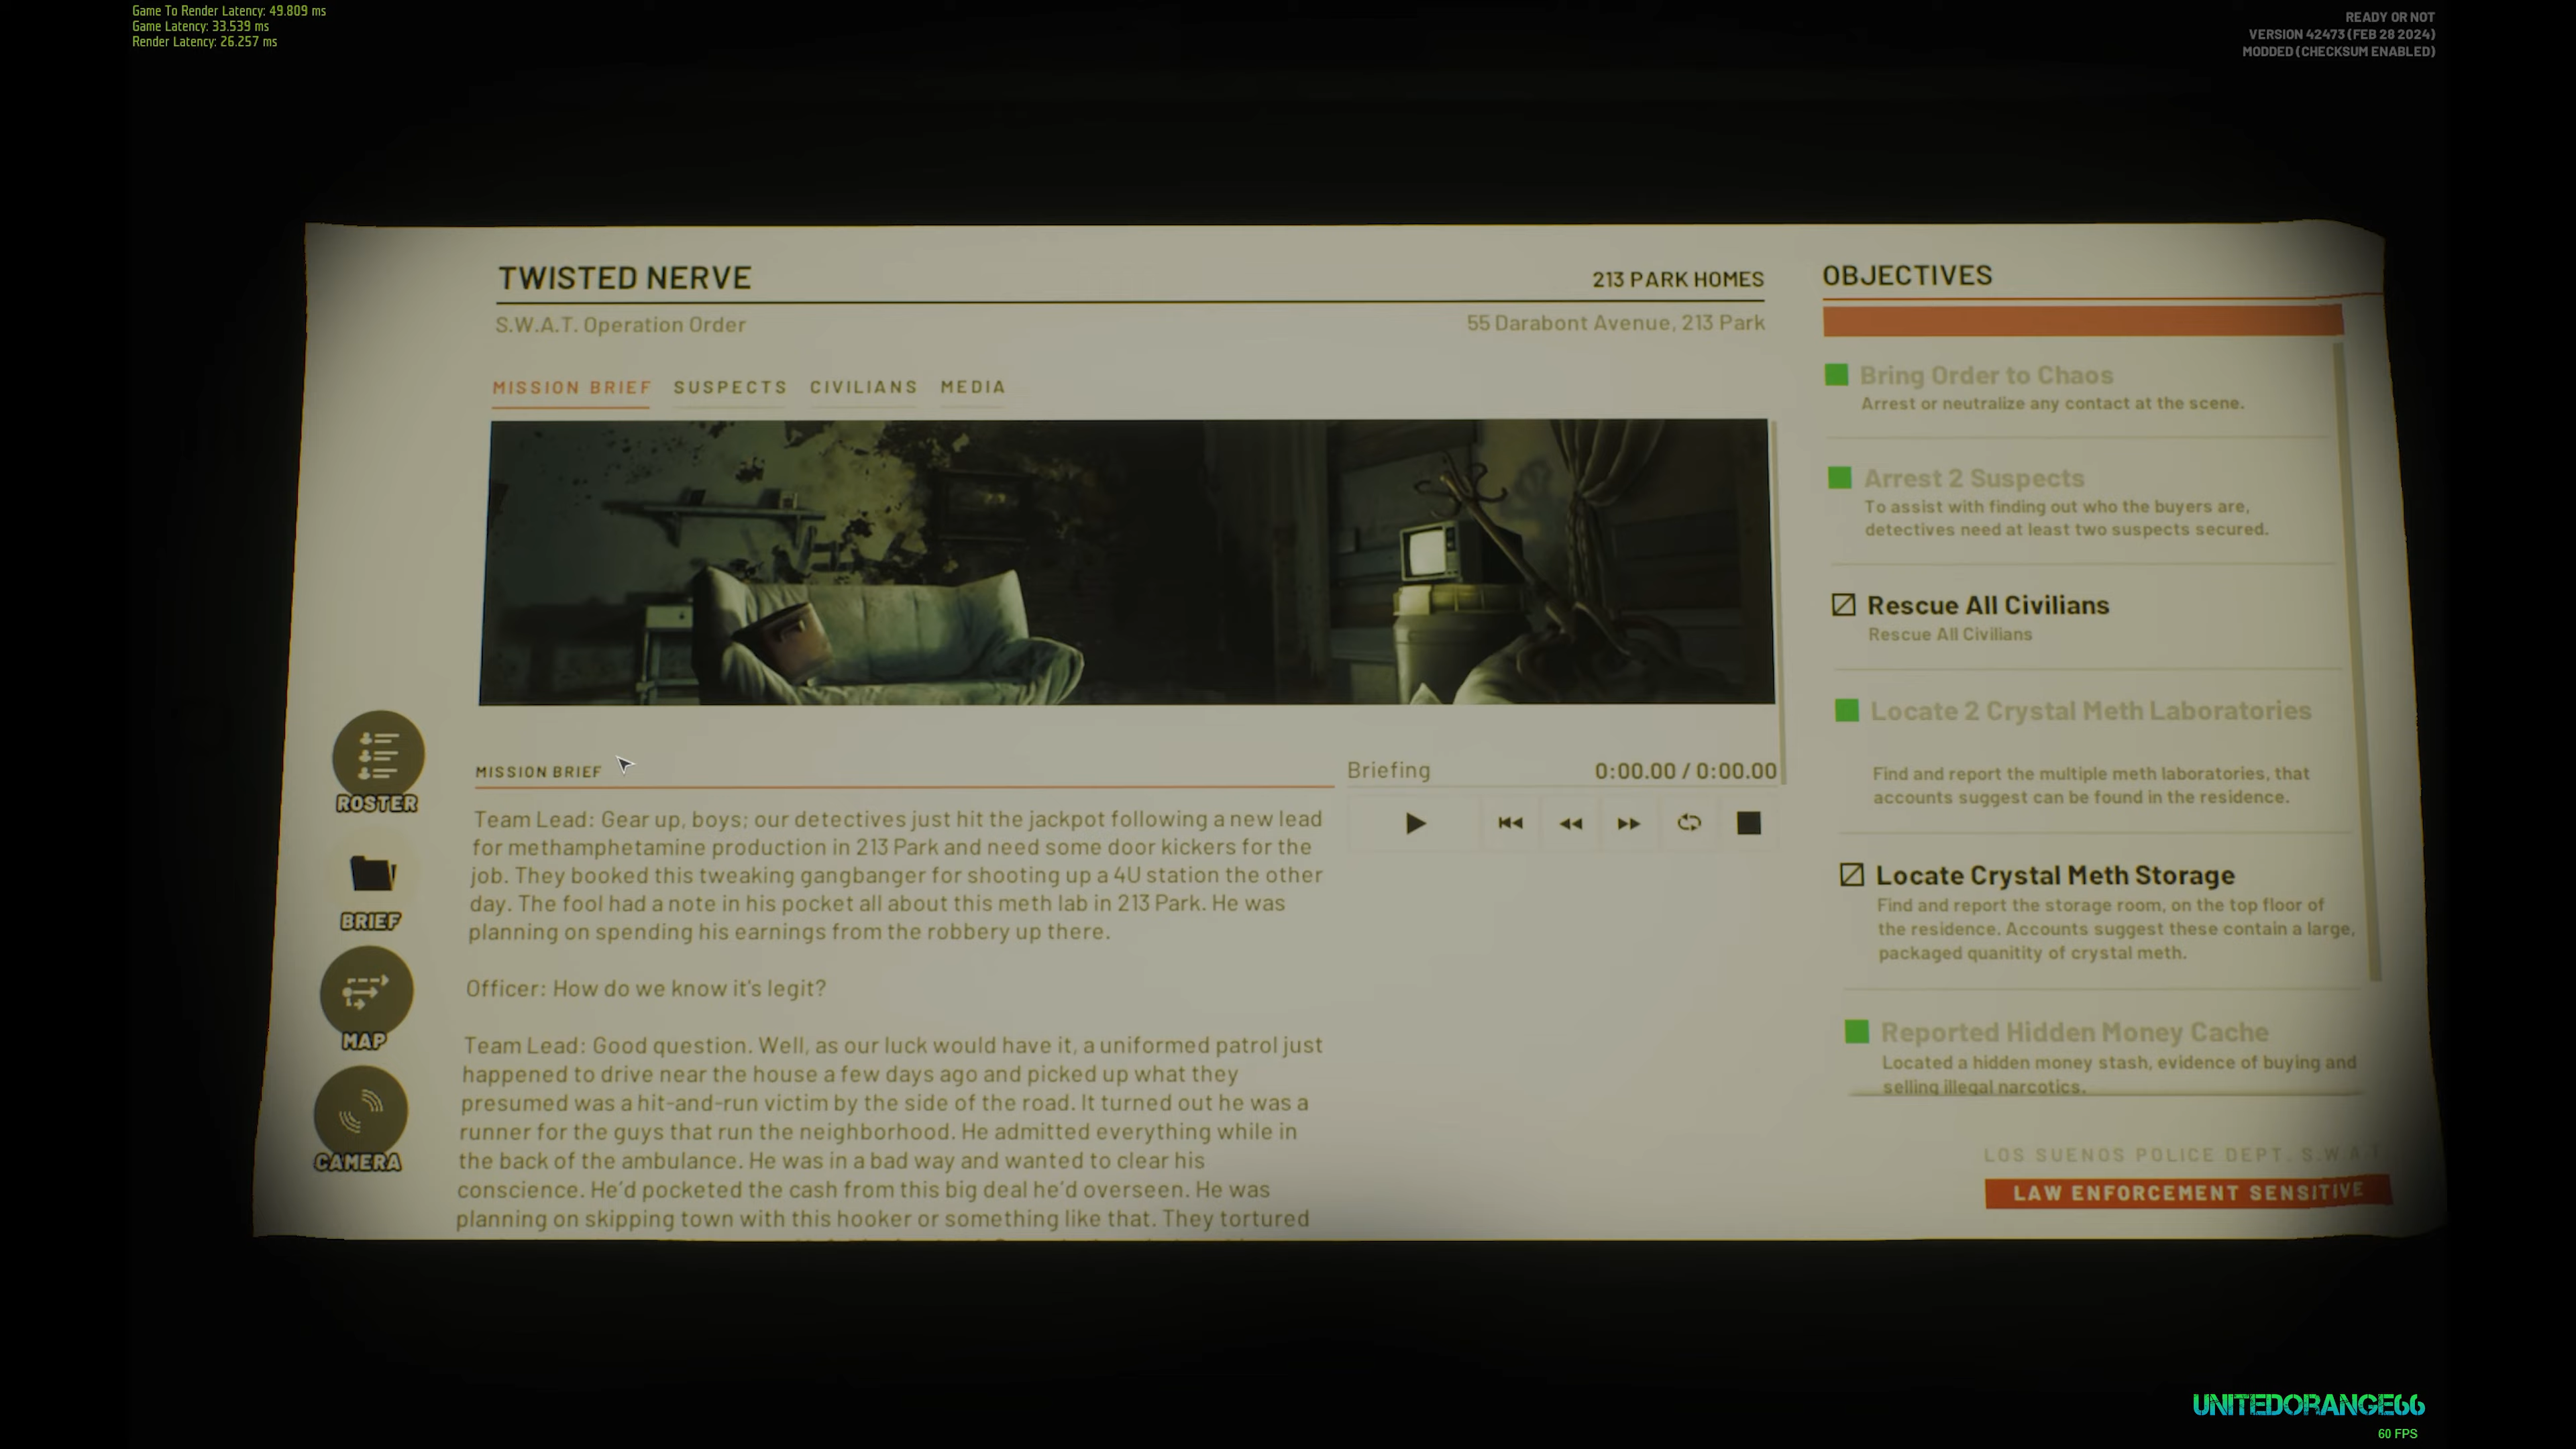 Game To Render Latency: 49.809 ms
Game Latency: 33.539 ms
Render Latency: 26.257 ms
READY OR NOT
VERSION 42473 (FEB 28 2024)
MODDED (CHECKSUM ENABLED)
TWISTED NERVE
213 PARK HOMES
S.W.A.T. Operation Order
55 Darabont Avenue, 213 Park
MISSION BRIEF SUSPECTS CIVILIANS MEDIA
MISSION BRIEF
Team Lead: Gear up, boys; our detectives just hit the jackpot following a new lead
for methamphetamine production in 213 Park and need some door kickers for the
job. They booked this tweaking gangbanger for shooting up a 4U station the other
day. The fool had a note in his pocket all about this meth lab in 213 Park. He was
planning on spending his earnings from the robbery up there.
Officer: How do we know it's legit?
Team Lead: Good question. Well, as our luck would have it, a uniformed patrol just
happened to drive near the house a few days ago and picked up what they
presumed was a hit-and-run victim by the side of the road. It turned out he was a
runner for the guys that run the neighborhood. He admitted everything while in
the back of the ambulance. He was in a bad way and wanted to clear his
conscience. He'd pocketed the cash from this big deal he'd overseen. He was
planning on skipping town with this hooker or something like that. They tortured
Briefing
0:00.00 / 0:00.00
OBJECTIVES
Bring Order to Chaos
Arrest or neutralize any contact at the scene.
Arrest 2 Suspects
To assist with finding out who the buyers are,
detectives need at least two suspects secured.
Rescue All Civilians
Rescue All Civilians
Locate 2 Crystal Meth Laboratories
Find and report the multiple meth laboratories, that
accounts suggest can be found in the residence.
Locate Crystal Meth Storage
Find and report the storage room, on the top floor of
the residence. Accounts suggest these contain a large,
packaged quanitity of crystal meth.
Reported Hidden Money Cache
Located a hidden money stash, evidence of buying and
selling illegal narcotics.
LOS SUENOS POLICE DEPT. S.W.A.T
LAW ENFORCEMENT SENSITIVE
ROSTER
BRIEF
MAP
CAMERA
UNITEDORANGE66
60 FPS